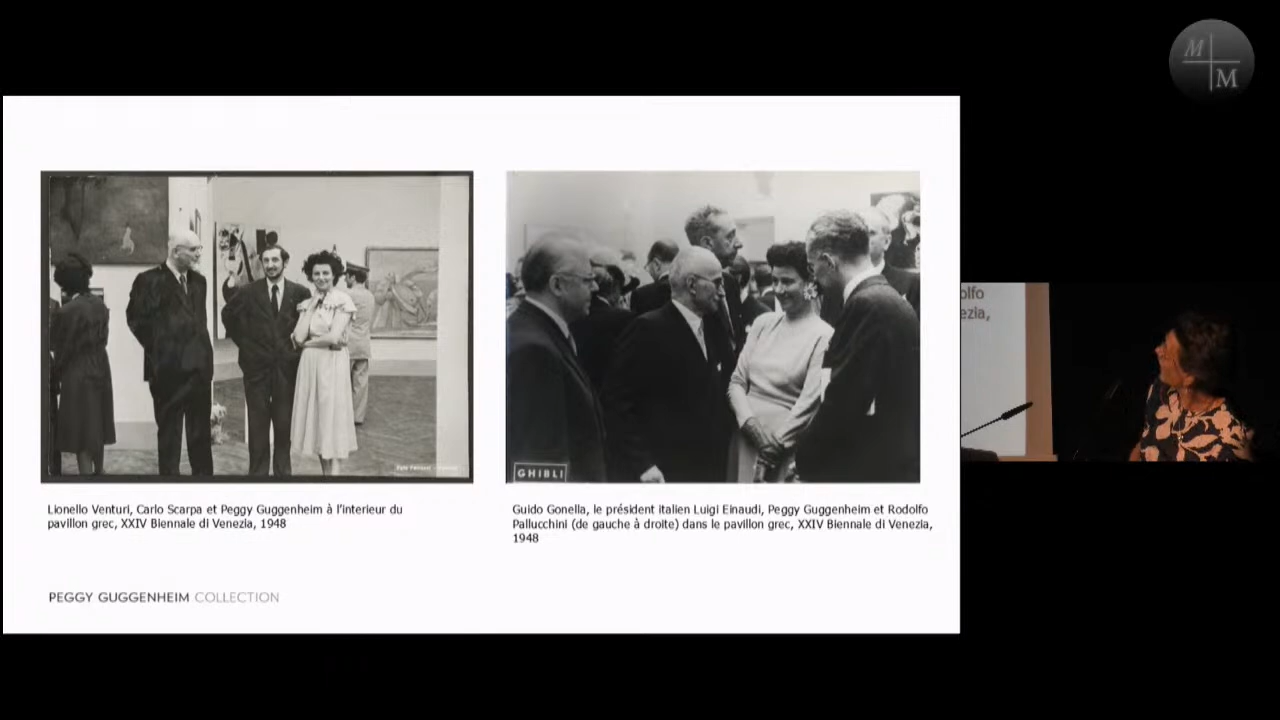 M
M
GHIBLI
Lionello Venturi, Carlo Scarpa et Peggy Guggenheim à l'interieur du
pavillon grec, XXIV Biennale di Venezia, 1948
Guido Gonella, le président italien Luigi Einaudi, Peggy Guggenheim et Rodolfo
Pallucchini (de gauche à droite) dans le pavillon grec, XXIV Biennale di Venezia,
1948
PEGGY GUGGENHEIM COLLECTION
olfo
ezia,